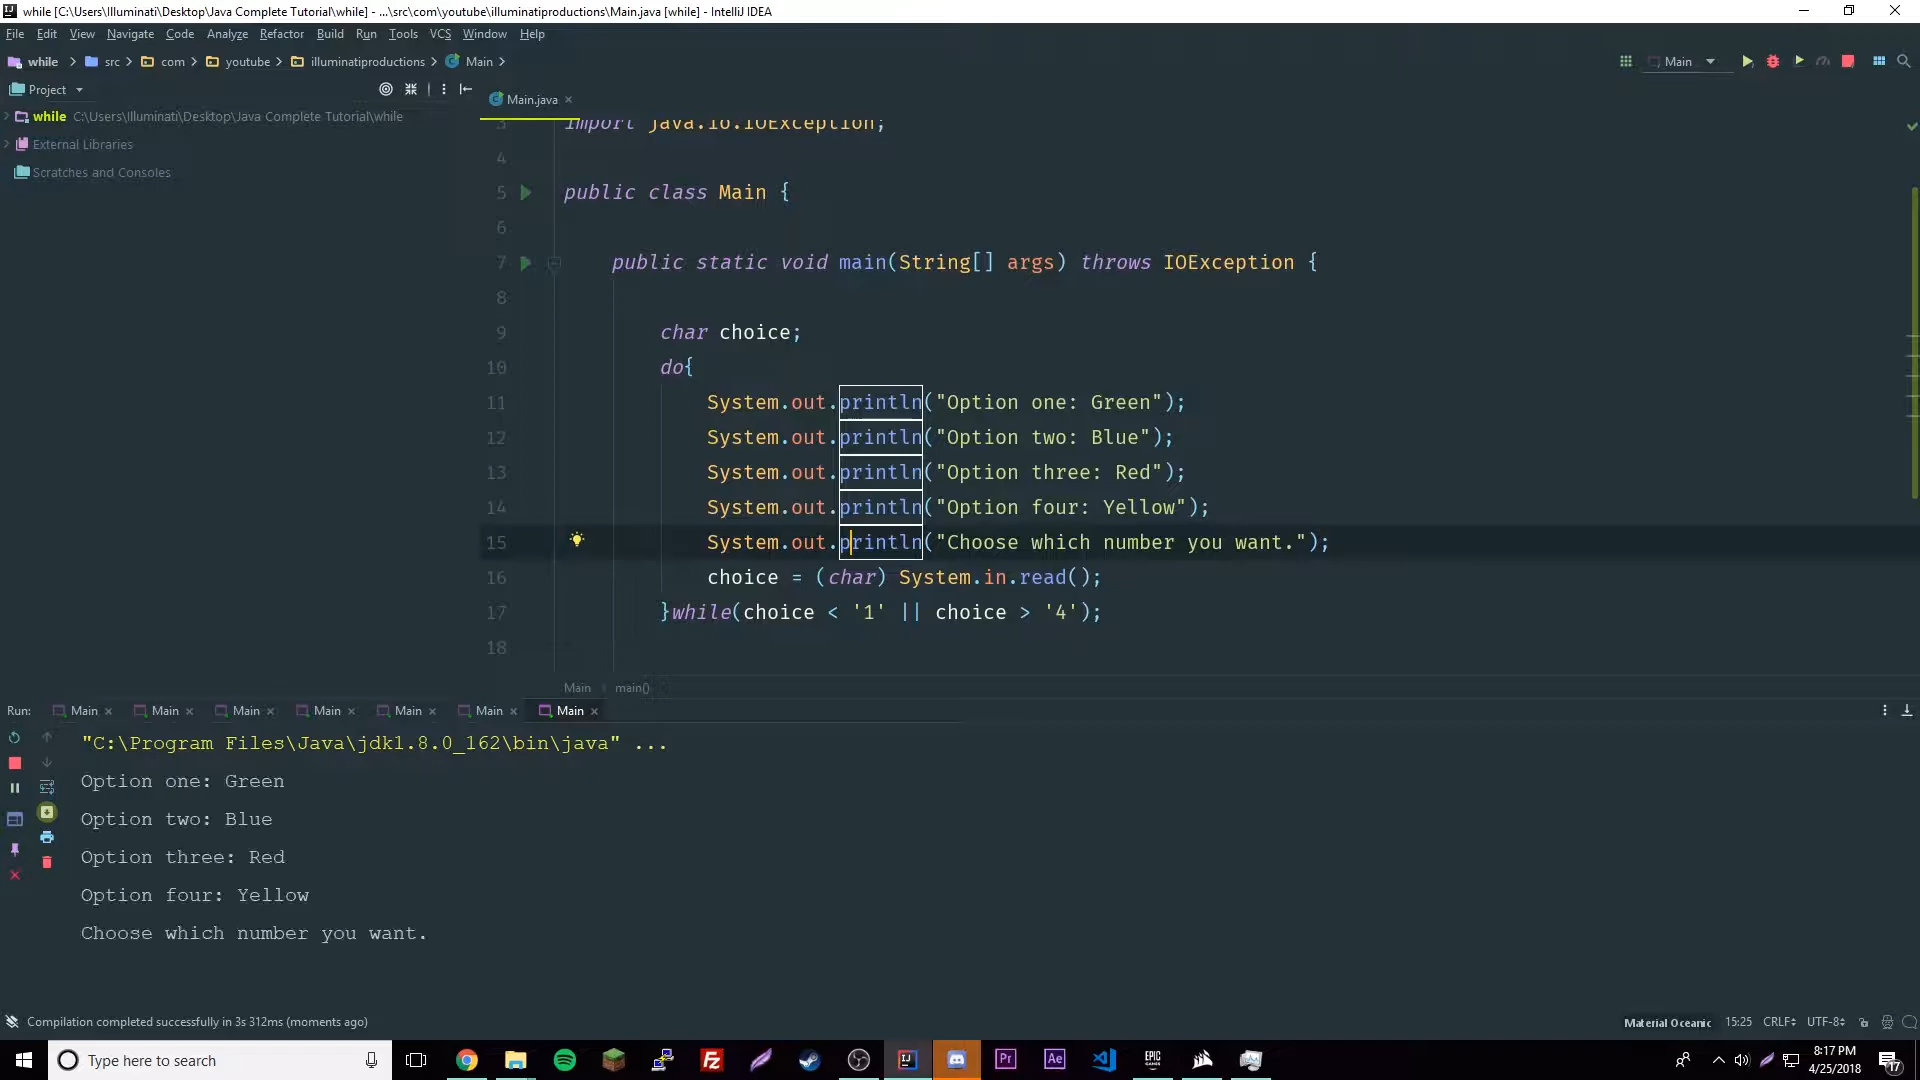 while [C:\Users\Illuminati\Desktop\Java Complete Tutorial\while] - ...\src\com\youtube\illuminatiproductions\Main.java [while] - IntelliJ IDEA
File Edit View Navigate Code Analyze Refactor Build Run Tools VCS Window Help
while src com youtube illuminatiproductions Main
Main
Project
Main.java
while C:\Users\Illuminati\Desktop\Java Complete Tutorial\while
External Libraries
Scratches and Consoles
3 import java.io.IOException;
4
5 public class Main {
6
7 public static void main(String[] args) throws IOException {
8
9 char choice;
10 do{
11 System.out.println("Option one: Green");
12 System.out.println("Option two: Blue");
13 System.out.println("Option three: Red");
14 System.out.println("Option four: Yellow");
15 System.out.println("Choose which number you want.");
16 choice = (char) System.in.read();
17 }while(choice < '1' || choice > '4');
18
Main main()
Run: Main Main Main Main Main Main Main
"C:\Program Files\Java\jdk1.8.0_162\bin\java" ...
Option one: Green
Option two: Blue
Option three: Red
Option four: Yellow
Choose which number you want.
Compilation completed successfully in 3s 312ms (moments ago)
Material Oceanic 15:25 CRLF UTF-8
Type here to search
Pr
Ae
EPIC GAMES
8:17 PM
4/25/2018
17